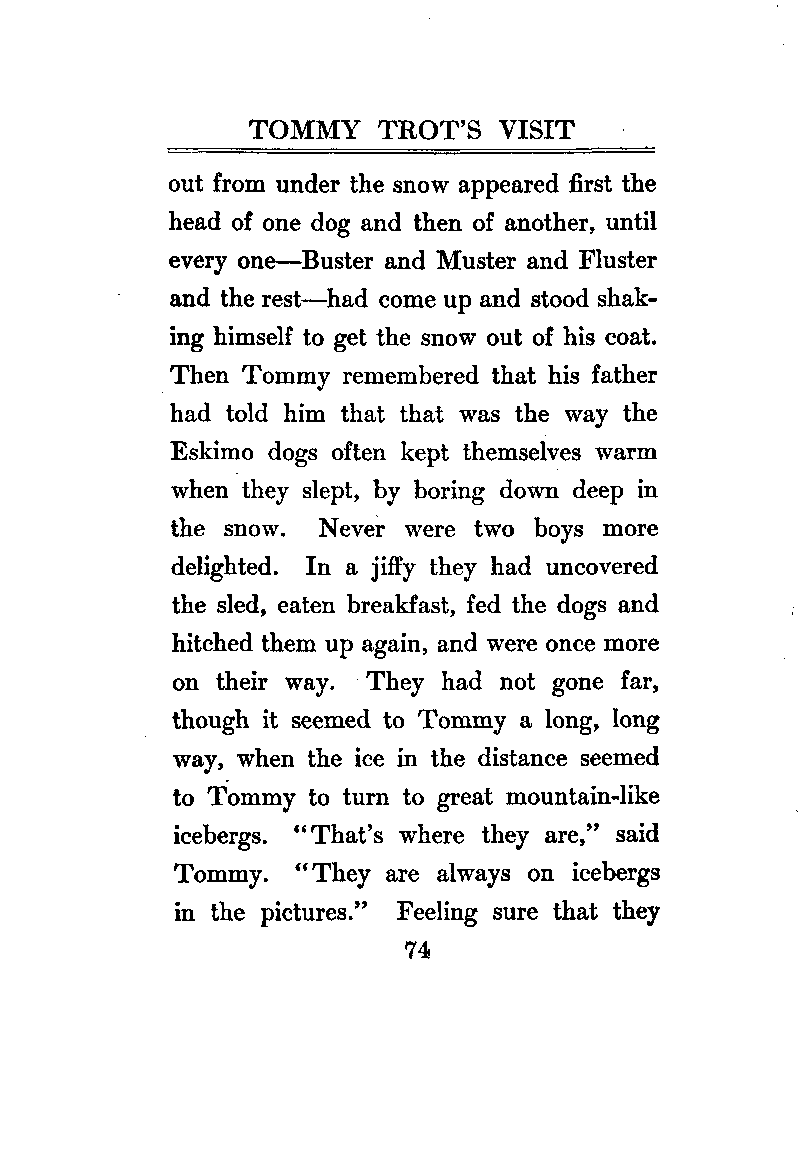 TOMMY TROT'S VISIT
out from under the snow appeared first the
head of one dog and then of another, until
every one—Buster and Muster and Fluster
and the rest—had come up and stood shak-
ing himself to get the snow out of his coat.
Then Tommy remembered that his father
had told him that that was the way the
Eskimo dogs often kept themselves warm
when they slept, by boring down deep in
the snow. Never were two boys more
delighted. In a jiffy they had uncovered
the sled, eaten breakfast, fed the dogs and
hitched them up again, and were once more
on their way. They had not gone far,
though it seemed to Tommy a long, long
way, when the ice in the distance seemed
to Tommy to turn to great mountain-like
icebergs. "That's where they are," said
Tommy. "They are always on icebergs
in the pictures." Feeling sure that they
74